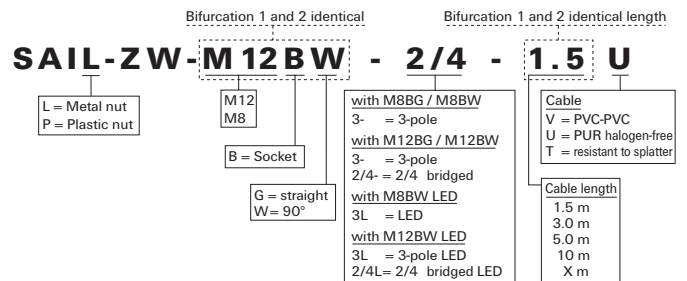 Bifurcation 1 and 2 identical
Bifurcation 1 and 2 identical length
SAIL-ZW-M12BW - 2/4 - 1.5 U
L = Metal nut
P = Plastic nut
M12
M8
B = Socket
G = straight
W = 90°
with M8BG / M8BW
3- = 3-pole
with M12BG / M12BW
3- = 3-pole
2/4- = 2/4 bridged
with M8BW LED
3L = LED
with M12BW LED
3L = 3-pole LED
2/4L= 2/4 bridged LED
Cable
V = PVC-PVC
U = PUR halogen-free
T = resistant to splatter
Cable length
1.5 m
3.0 m
5.0 m
10 m
X m